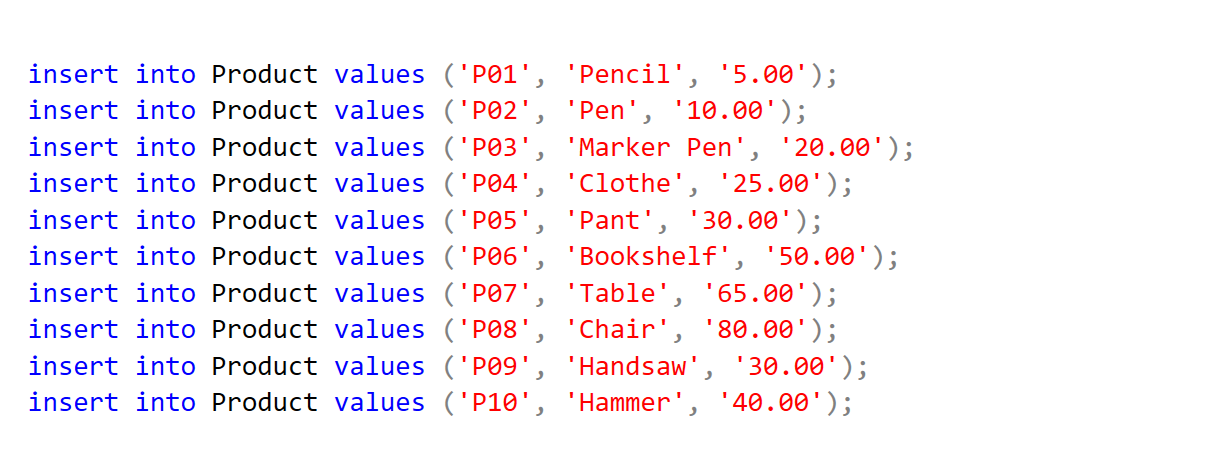 insert into Product values ('P01', 'Pencil', '5.00');
insert into Product values ('P02', 'Pen', '10.00');
insert into Product values ('P03', 'Marker Pen', '20.00');
insert into Product values ('P04', 'Clothe', '25.00');
insert into Product values ('P05', 'Pant', '30.00');
insert into Product values ('P06', 'Bookshelf', '50.00');
insert into Product values ('P07', 'Table', '65.00');
insert into Product values ('P08', 'Chair', '80.00');
insert into Product values ('P09', 'Handsaw', '30.00');
insert into Product values ('P10', 'Hammer', '40.00');